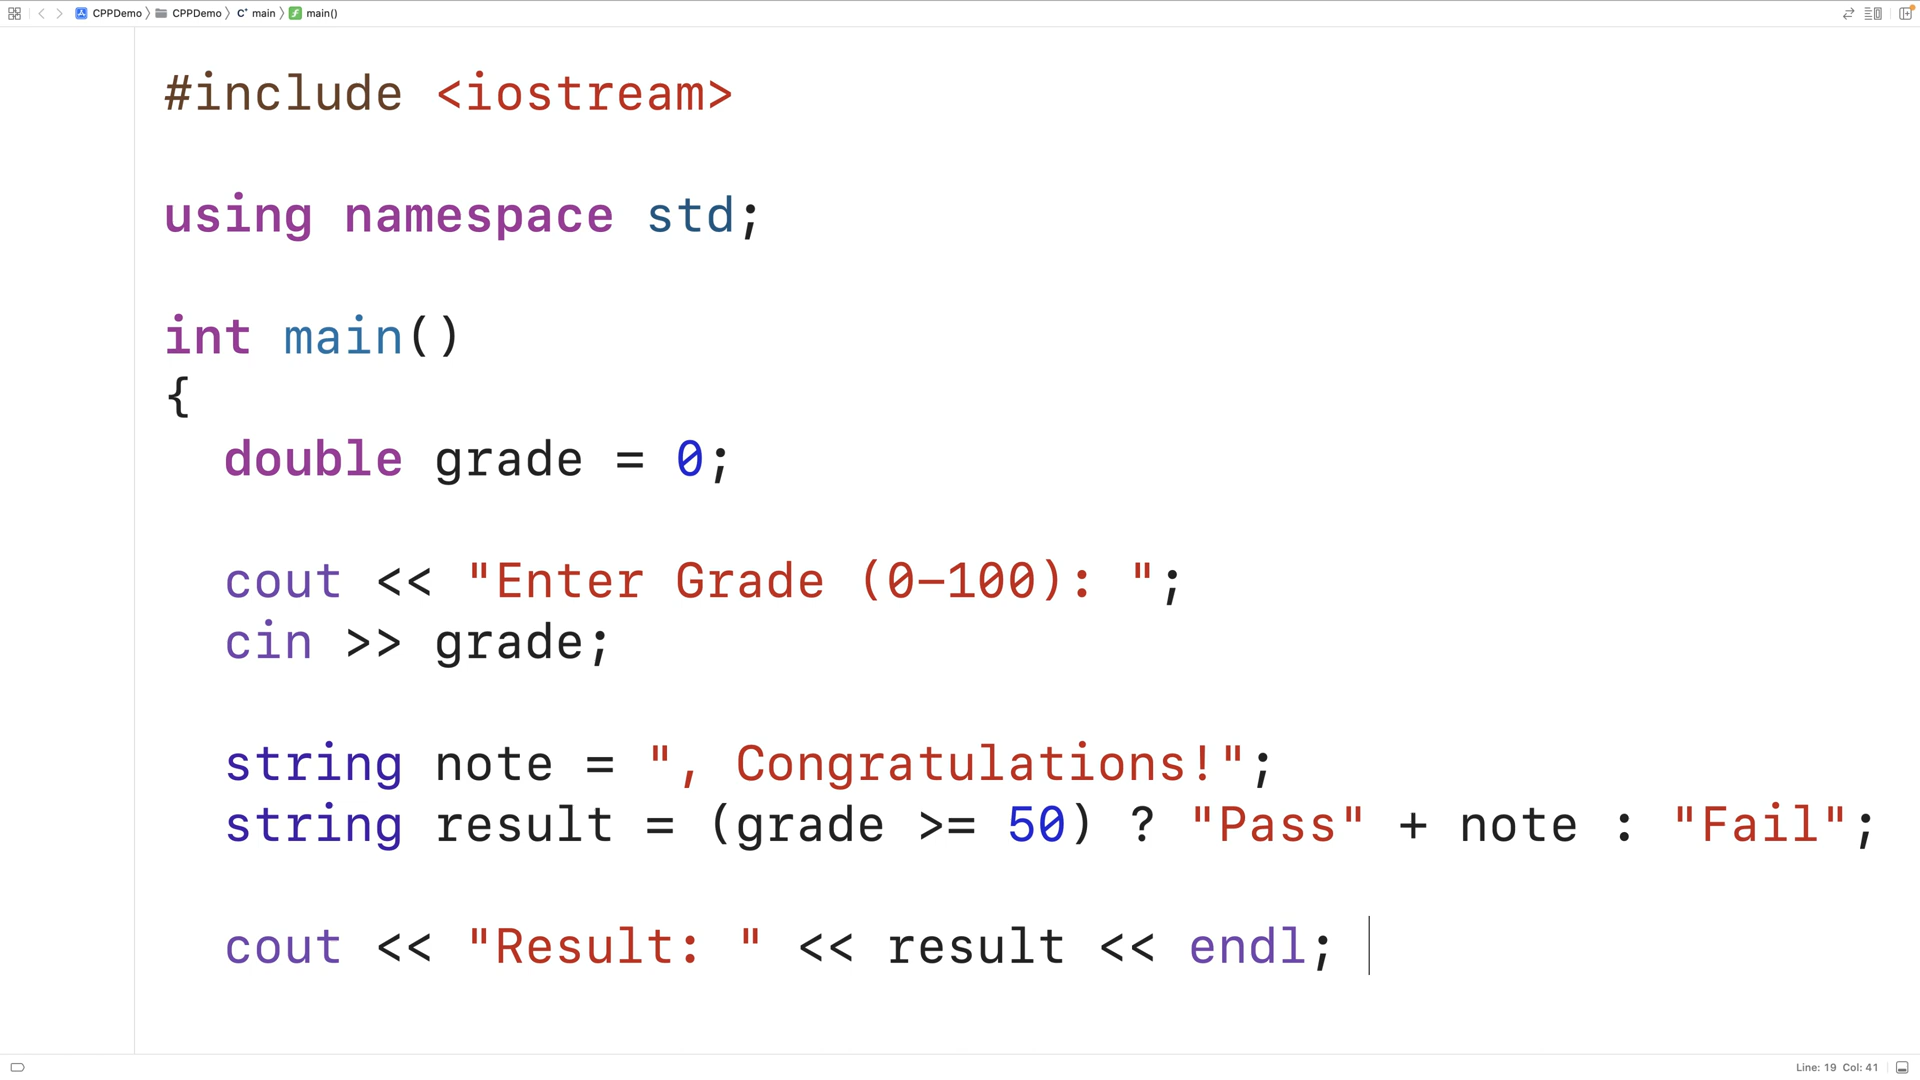 CPPDemo CPPDemo C+ main f main()
#include <iostream>
using namespace std;
int main()
{
double grade = 0;
cout << "Enter Grade (0-100): ";
cin >> grade;
string note = ", Congratulations!";
string result = (grade >= 50) ? "Pass" + note : "Fail";
cout << "Result: " << result << endl;
Line: 19 Col: 41